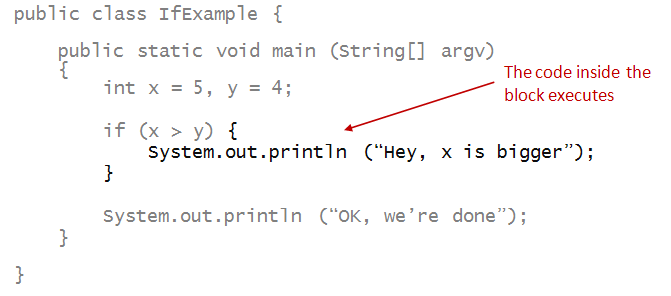 public class IfExample {
public static void main (String[] argv)
{
int x = 5, y = 4;
The code inside the
block executes
if (x > y) {
System.out.println (“Hey, x is bigger”);
}
System.out.println (“OK, we’re done”);
}
}